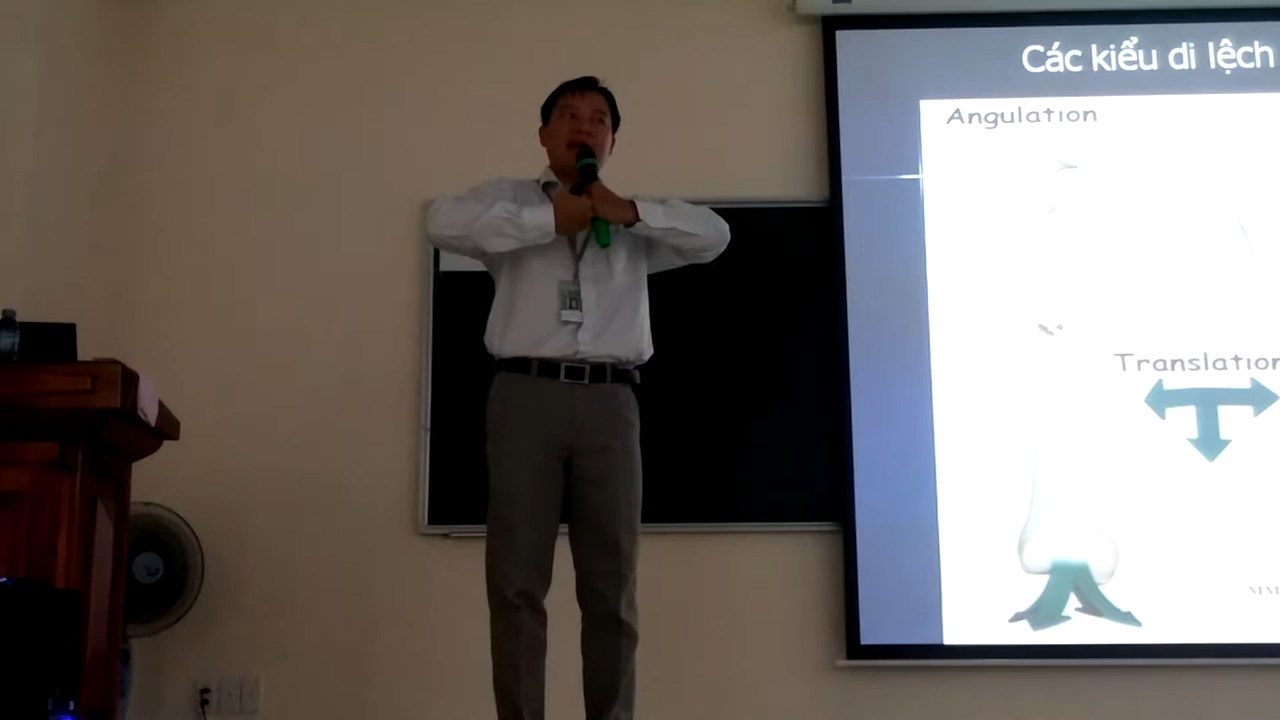 Các kiểu di lệch
Angulation
Translation